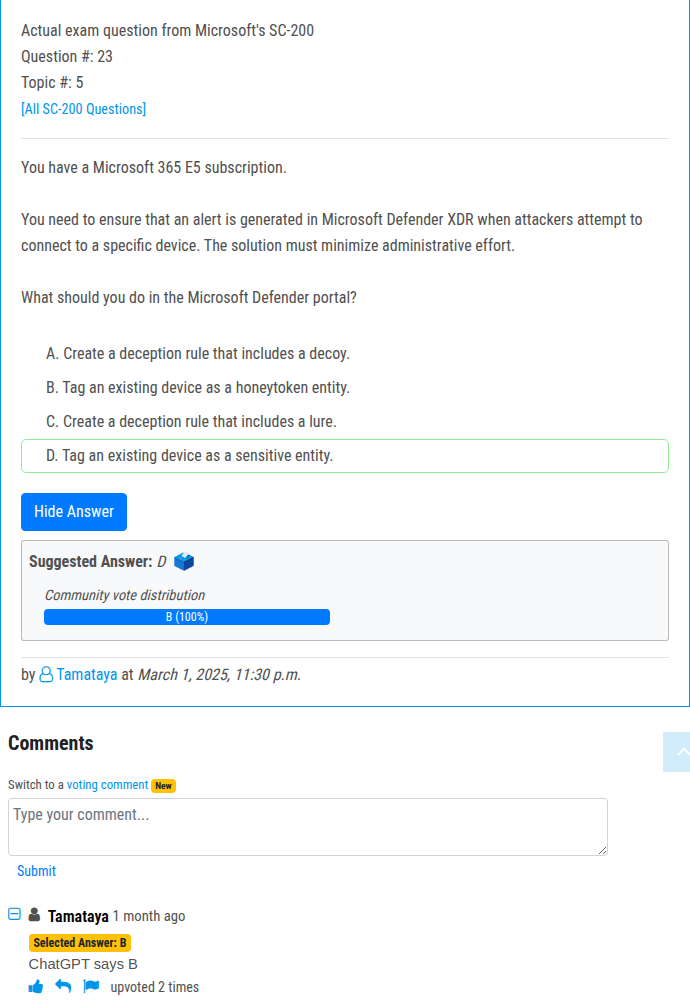 Actual exam question from Microsoft's SC-200
Question #: 23
Topic #: 5
[All SC-200 Questions]
You have a Microsoft 365 E5 subscription.
You need to ensure that an alert is generated in Microsoft Defender XDR when attackers attempt to
connect to a specific device. The solution must minimize administrative effort.
What should you do in the Microsoft Defender portal?
A. Create a deception rule that includes a decoy.
B. Tag an existing device as a honeytoken entity.
C. Create a deception rule that includes a lure.
D. Tag an existing device as a sensitive entity.
Hide Answer
Suggested Answer: D
Community vote distribution
B (100%)
by Tamataya at March 1, 2025, 11:30 p.m.
Comments
Switch to a voting comment New
Type your comment...
Submit
Tamataya 1 month ago
Selected Answer: B
ChatGPT says B
upvoted 2 times